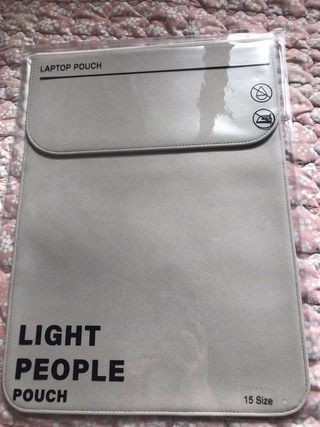 LAPTOP POUCH
LIGHT
PEOPLE
POUCH
15 Size